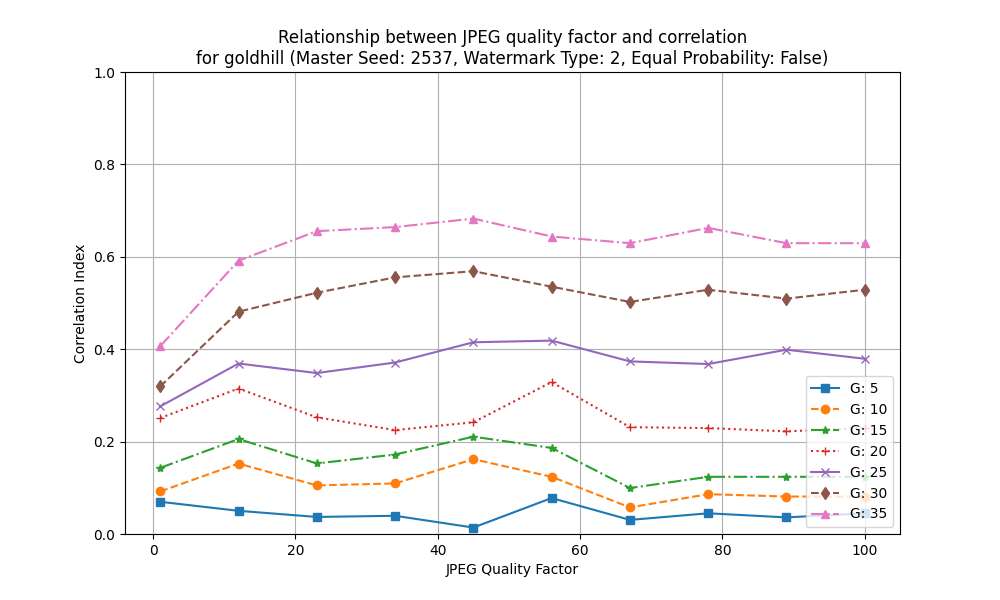 Relationship between JPEG quality factor and correlation
for goldhill (Master Seed: 2537, Watermark Type: 2, Equal Probability: False)
1.0
0.8
0.6
0.4
0.2
0.0
Correlation Index
G: 5
G: 10
G: 15
G: 20
G: 25
G: 30
G: 35
0
20
40
60
80
100
JPEG Quality Factor